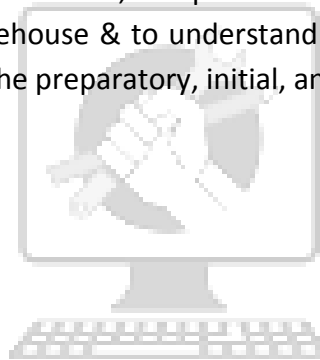 ehouse & to understand
he preparatory, initial, an